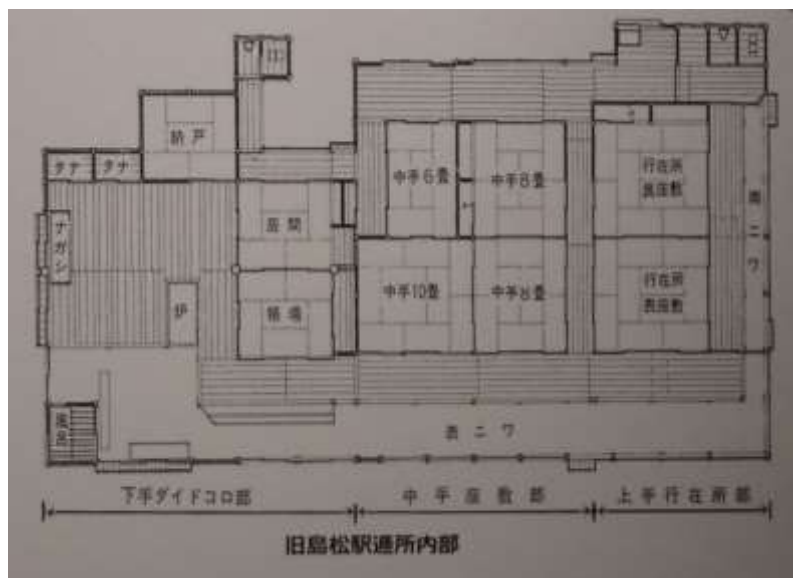 納戸
タナ
タナ
中手6畳
中手8畳
行在所
奥座敷
ナガシ
居間
ニワ
炉
帳場
中手10畳
中手8畳
行在所
表座敷
風呂
表ニワ
下手ダイドコロ部
中手座敷部
上手行在所部
旧島松駅逓所内部